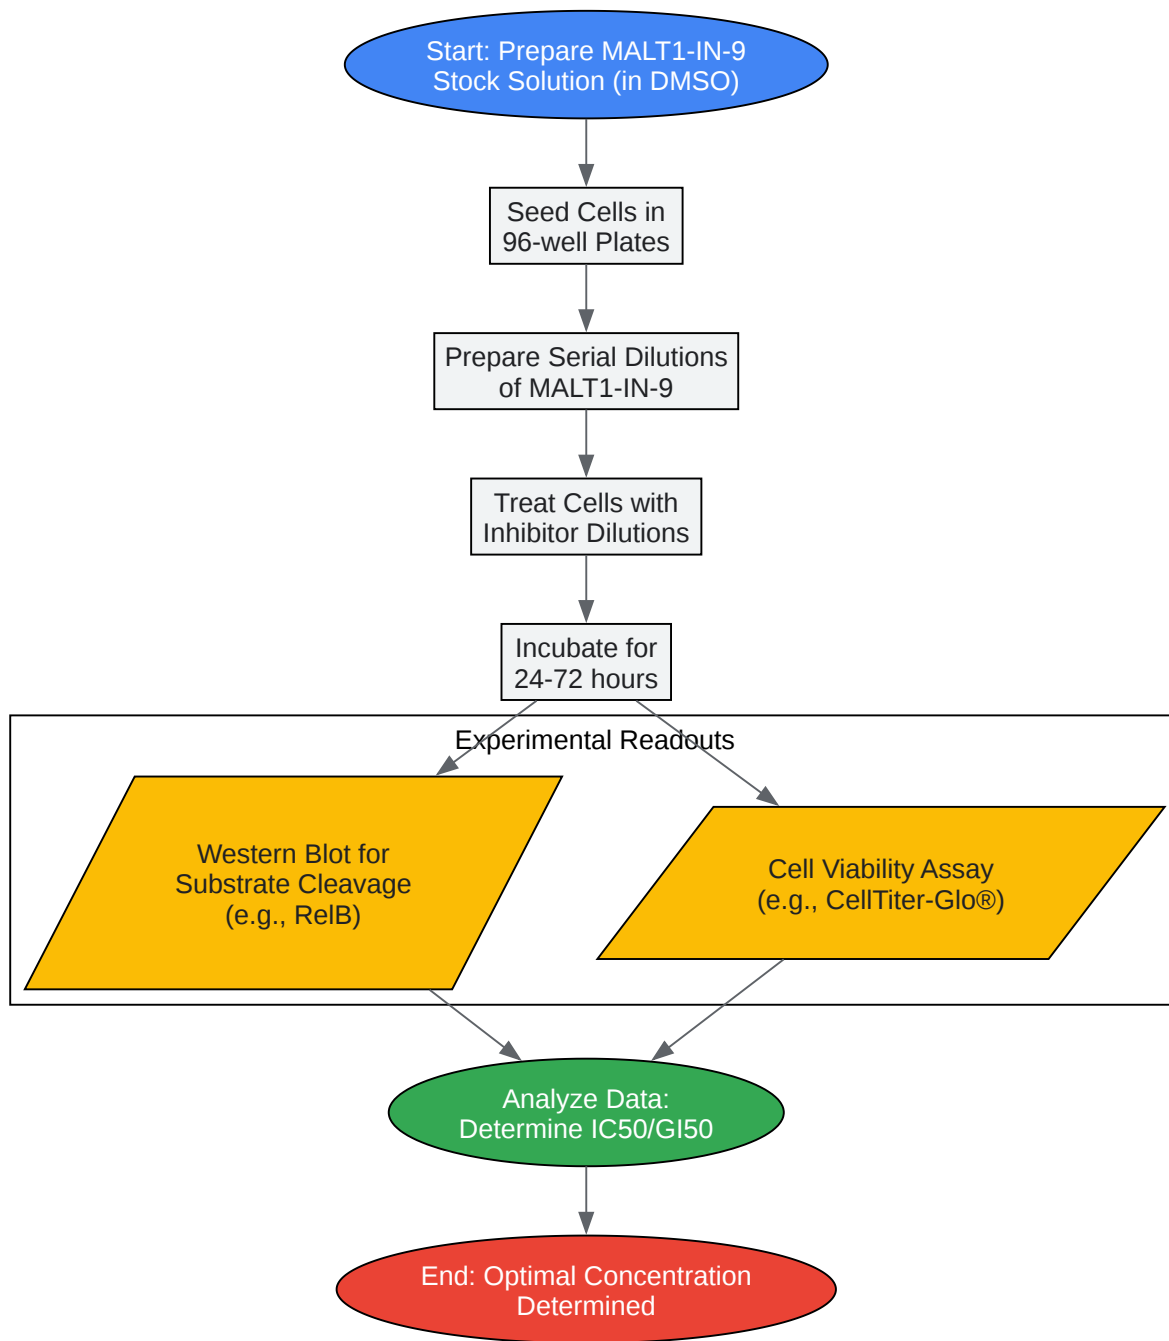 Start: Prepare MALT1-IN-9
Stock Solution (in DMSO)
Seed Cells in
96-well Plates
Prepare Serial Dilutions
of MALT1-IN-9
Treat Cells with
Inhibitor Dilutions
Incubate for
24-72 hours
Experimental Readouts
Western Blot for
Substrate Cleavage
(e.g., RelB)
Cell Viability Assay
(e.g., CellTiter-Glo®)
Analyze Data:
Determine IC50/GI50
End: Optimal Concentration
Determined